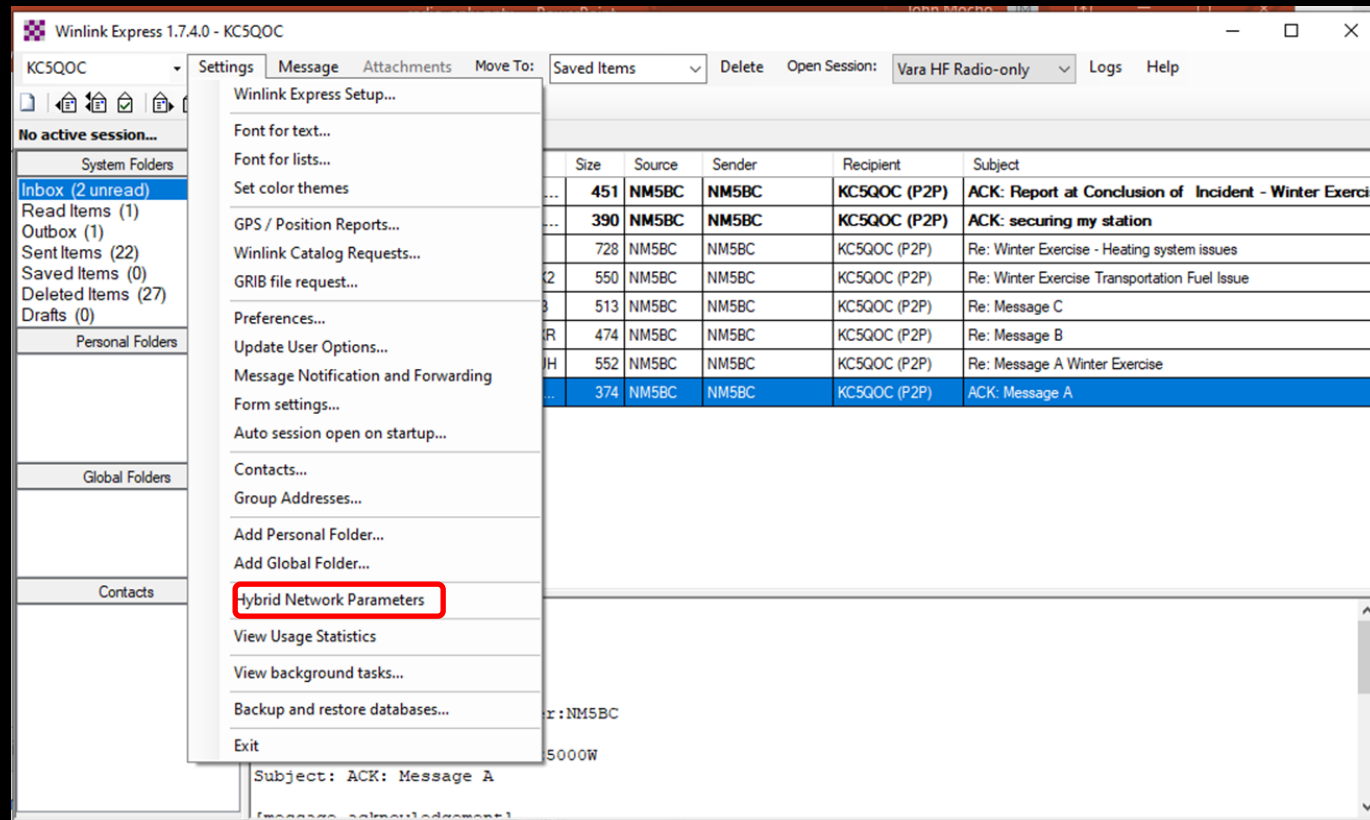 Winlink Express 1.7.4.0 - KC5QOC
KC5QOC Settings Message Attachments Move To: Saved Items Delete Open Session: Vara HF Radio-only Logs Help
No active session...
System Folders
Inbox (2 unread)
Read Items (1)
Outbox (1)
Sent Items (22)
Saved Items (0)
Deleted Items (27)
Drafts (0)
Personal Folders
Global Folders
Contacts
Winlink Express Setup...
Font for text...
Font for lists...
Set color themes
GPS / Position Reports...
Winlink Catalog Requests...
GRIB file request...
Preferences...
Update User Options...
Message Notification and Forwarding
Form settings...
Auto session open on startup...
Contacts...
Group Addresses...
Add Personal Folder...
Add Global Folder...
Hybrid Network Parameters
View Usage Statistics
View background tasks...
Backup and restore databases...
Exit
Size Source Sender Recipient Subject
... 451 NM5BC NM5BC KC5QOC (P2P) ACK: Report at Conclusion of Incident - Winter Exerci
... 390 NM5BC NM5BC KC5QOC (P2P) ACK: securing my station
728 NM5BC NM5BC KC5QOC (P2P) Re: Winter Exercise - Heating system issues
550 NM5BC NM5BC KC5QOC (P2P) Re: Winter Exercise Transportation Fuel Issue
513 NM5BC NM5BC KC5QOC (P2P) Re: Message C
474 NM5BC NM5BC KC5QOC (P2P) Re: Message B
552 NM5BC NM5BC KC5QOC (P2P) Re: Message A Winter Exercise
... 374 NM5BC NM5BC KC5QOC (P2P) ACK: Message A
r:NM5BC
5000W
Subject: ACK: Message A
[message acknowledgement]